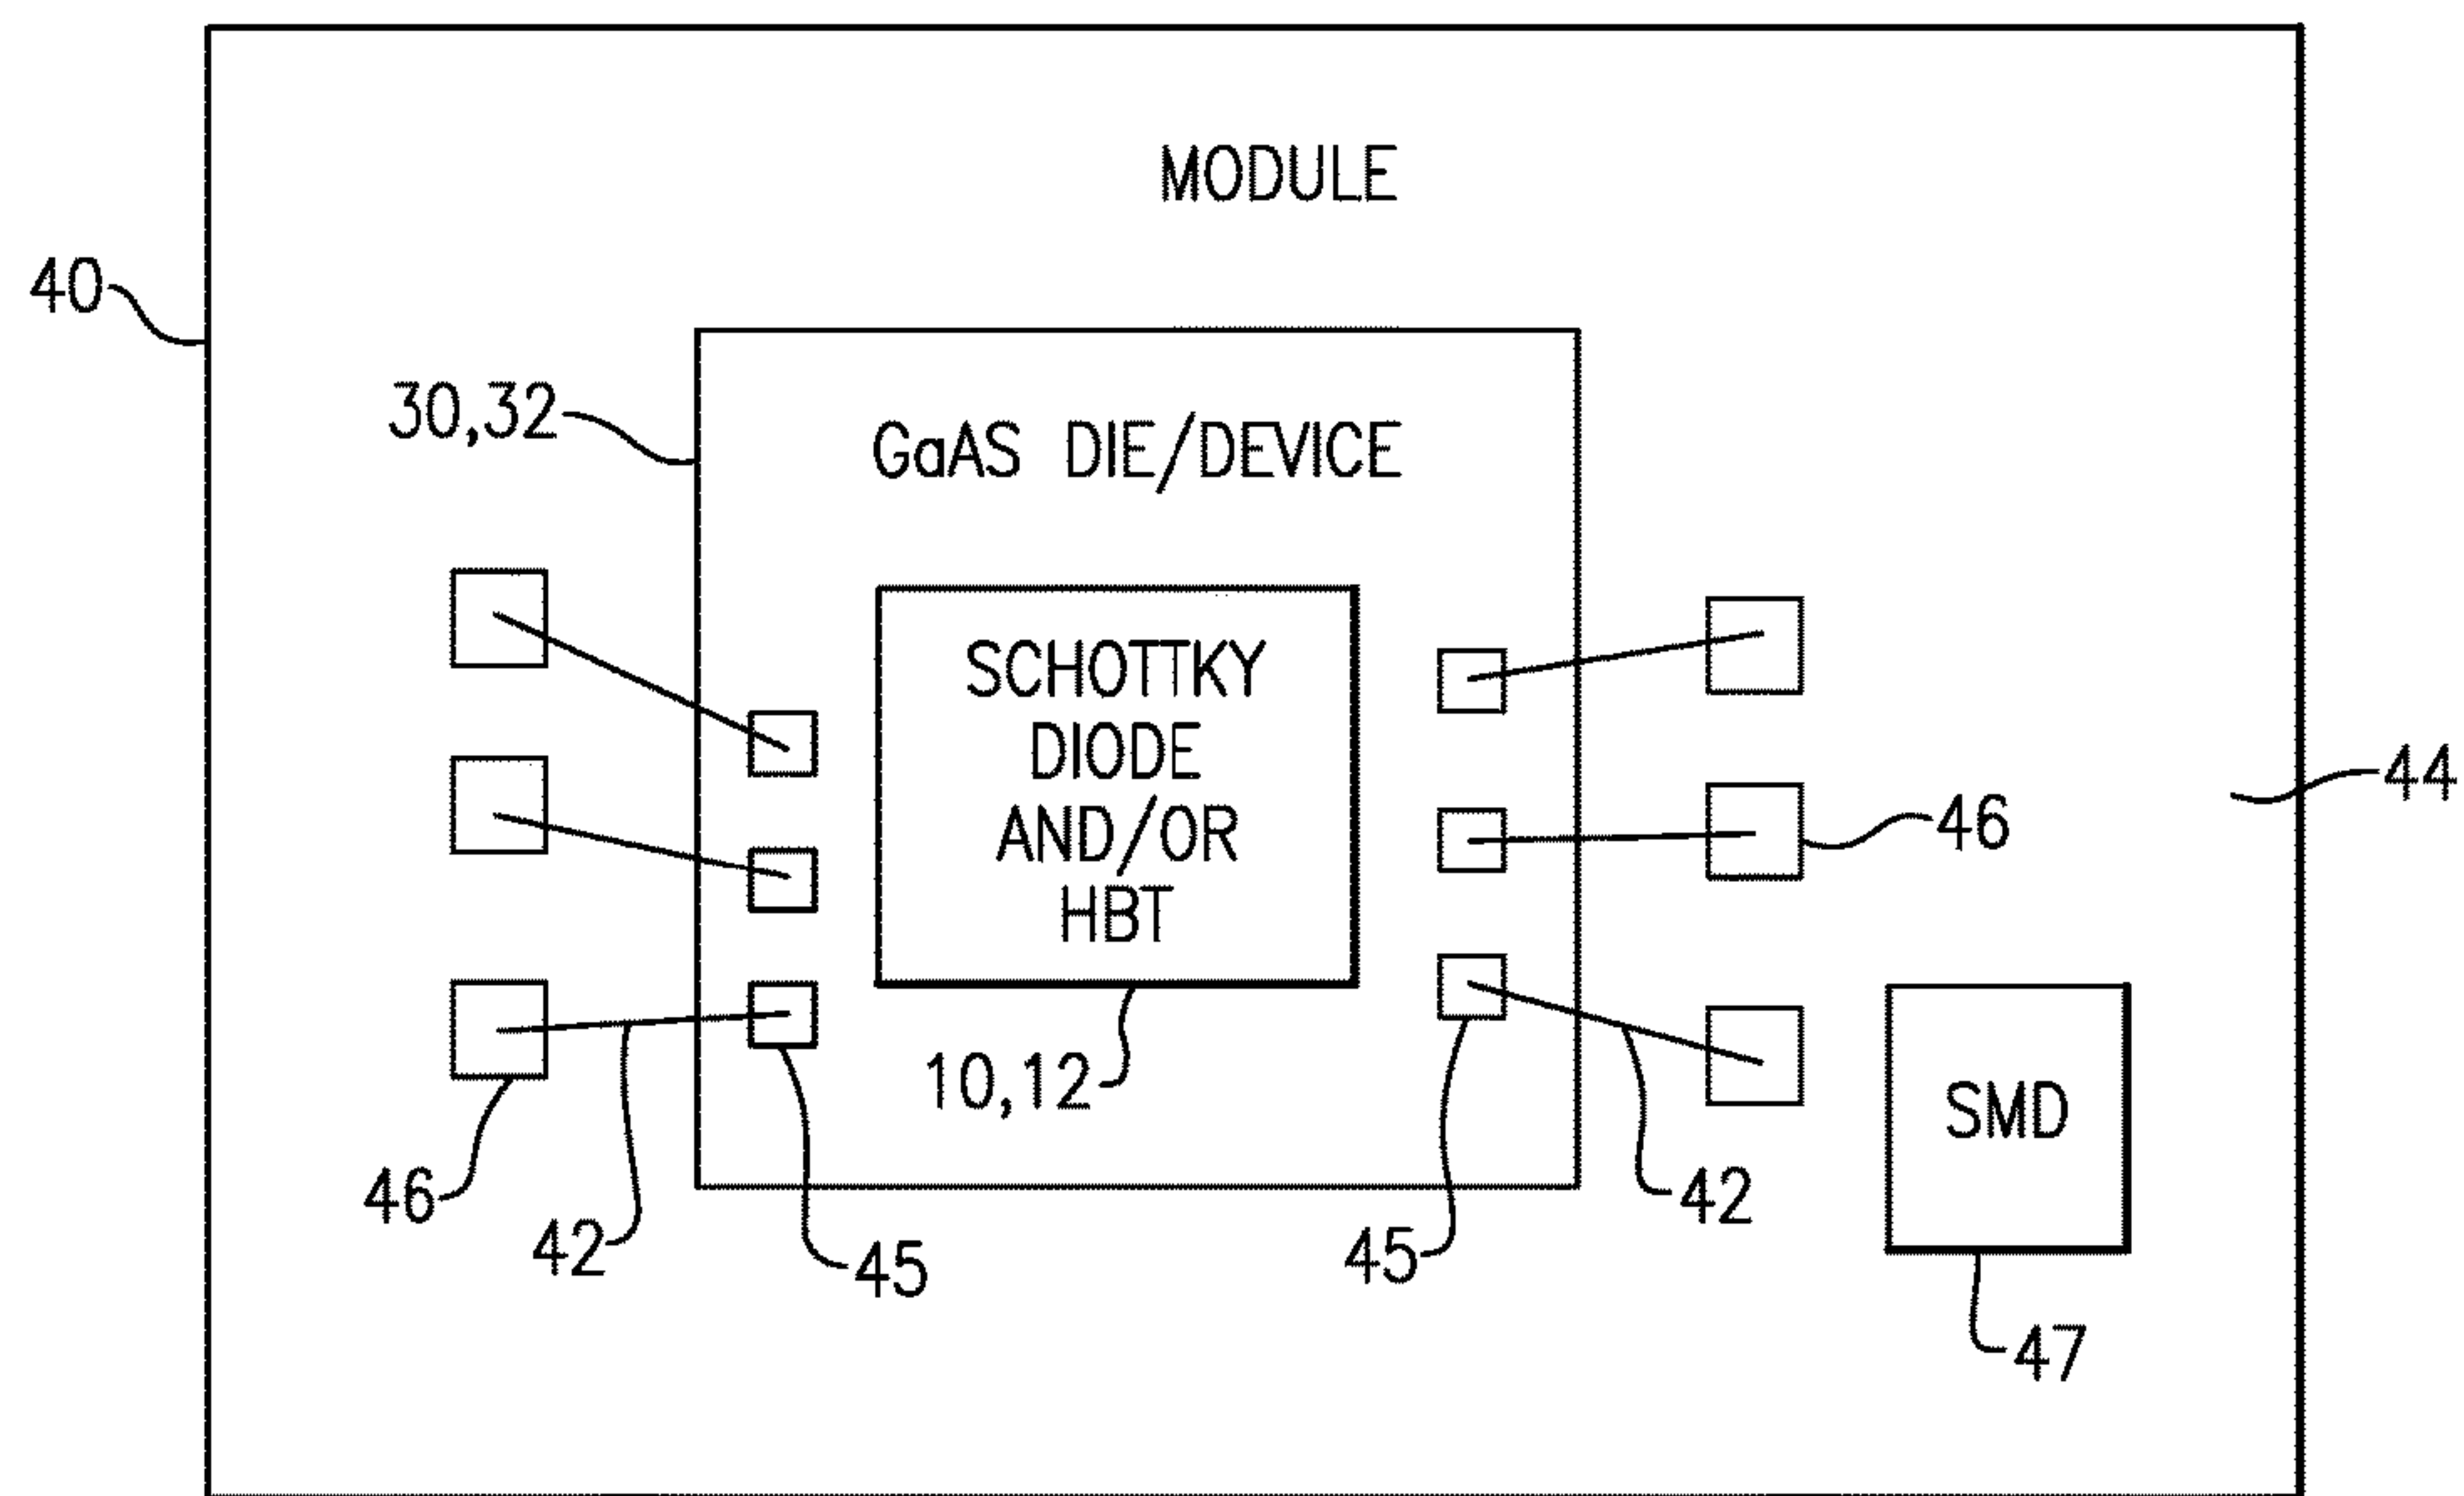 MODULE
40
30,32
GaAS DIE/DEVICE
SCHOTTKY
DIODE
AND/OR
HBT
44
46
10,12
SMD
46
42
42
45
45
47